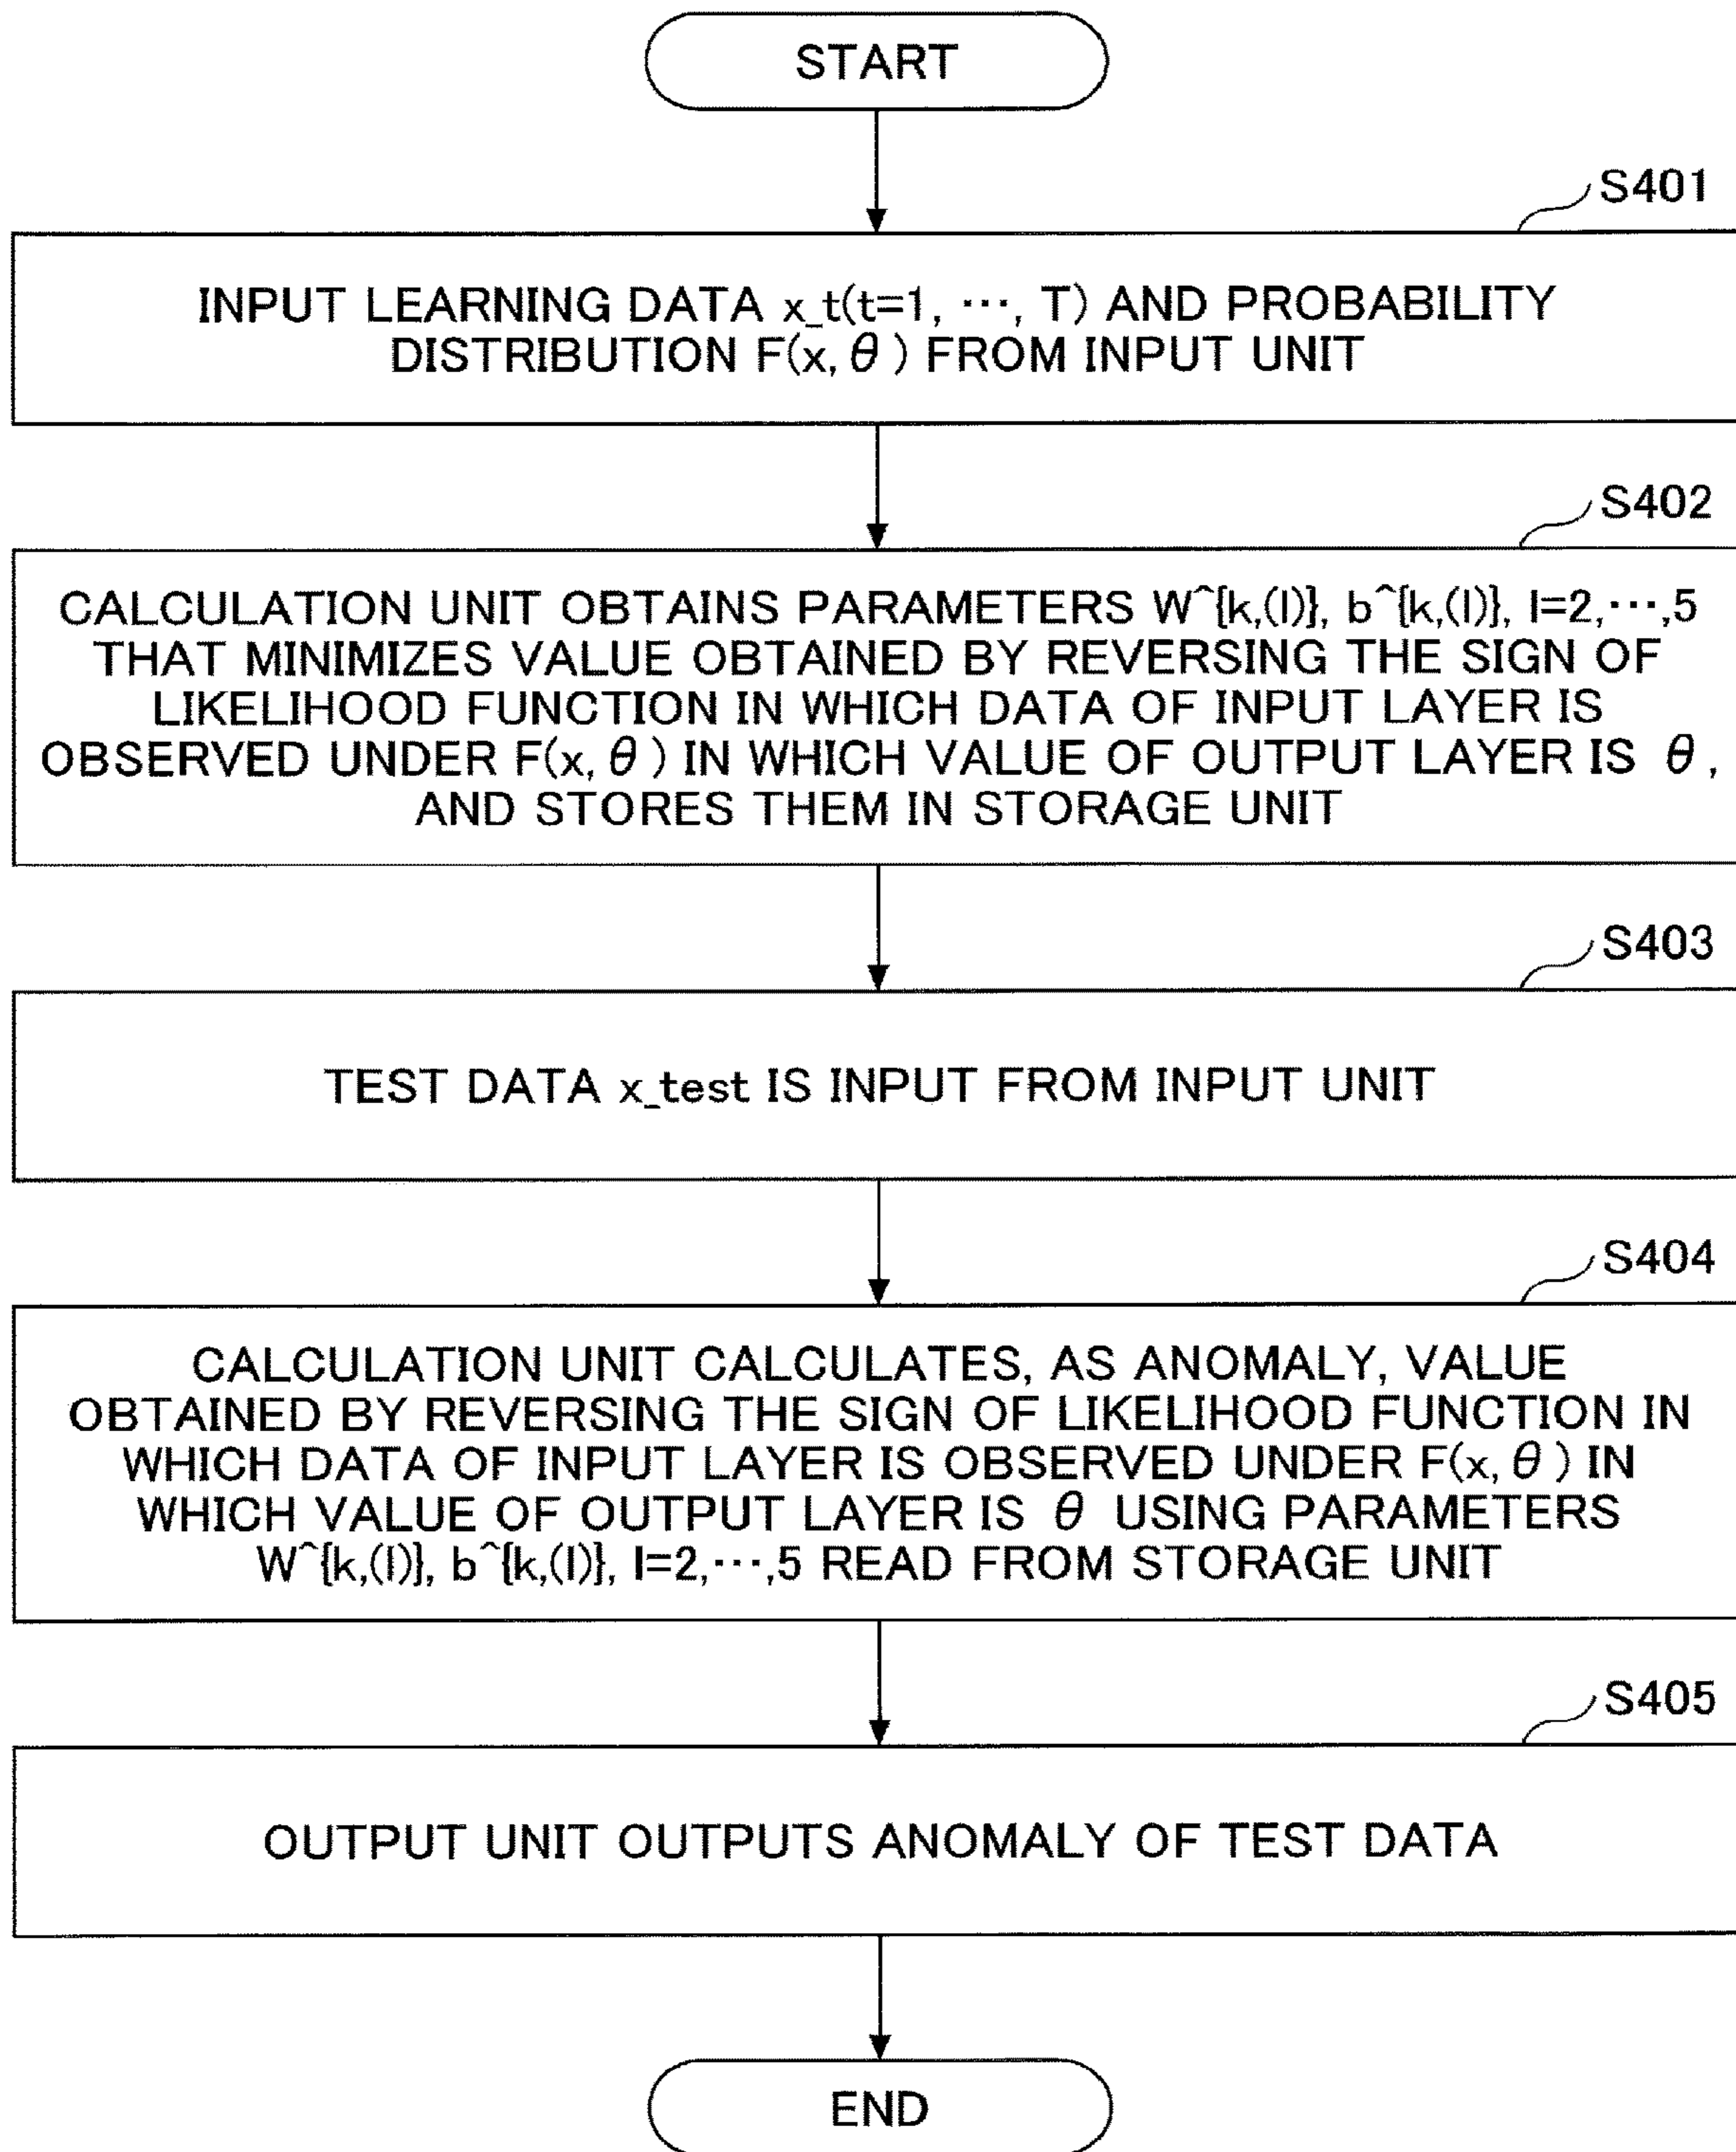 START
S401
INPUT LEARNING DATA x_t(t=1, ···, T) AND PROBABILITY
DISTRIBUTION F(x, θ) FROM INPUT UNIT
S402
CALCULATION UNIT OBTAINS PARAMETERS W^{k,(l)}, b^{k,(l)}, l=2,···,5
THAT MINIMIZES VALUE OBTAINED BY REVERSING THE SIGN OF
LIKELIHOOD FUNCTION IN WHICH DATA OF INPUT LAYER IS
OBSERVED UNDER F(x, θ) IN WHICH VALUE OF OUTPUT LAYER IS θ,
AND STORES THEM IN STORAGE UNIT
S403
TEST DATA x_test IS INPUT FROM INPUT UNIT
S404
CALCULATION UNIT CALCULATES, AS ANOMALY, VALUE
OBTAINED BY REVERSING THE SIGN OF LIKELIHOOD FUNCTION IN
WHICH DATA OF INPUT LAYER IS OBSERVED UNDER F(x, θ) IN
WHICH VALUE OF OUTPUT LAYER IS θ USING PARAMETERS
W^{k,(l)}, b^{k,(l)}, l=2,···,5 READ FROM STORAGE UNIT
S405
OUTPUT UNIT OUTPUTS ANOMALY OF TEST DATA
END